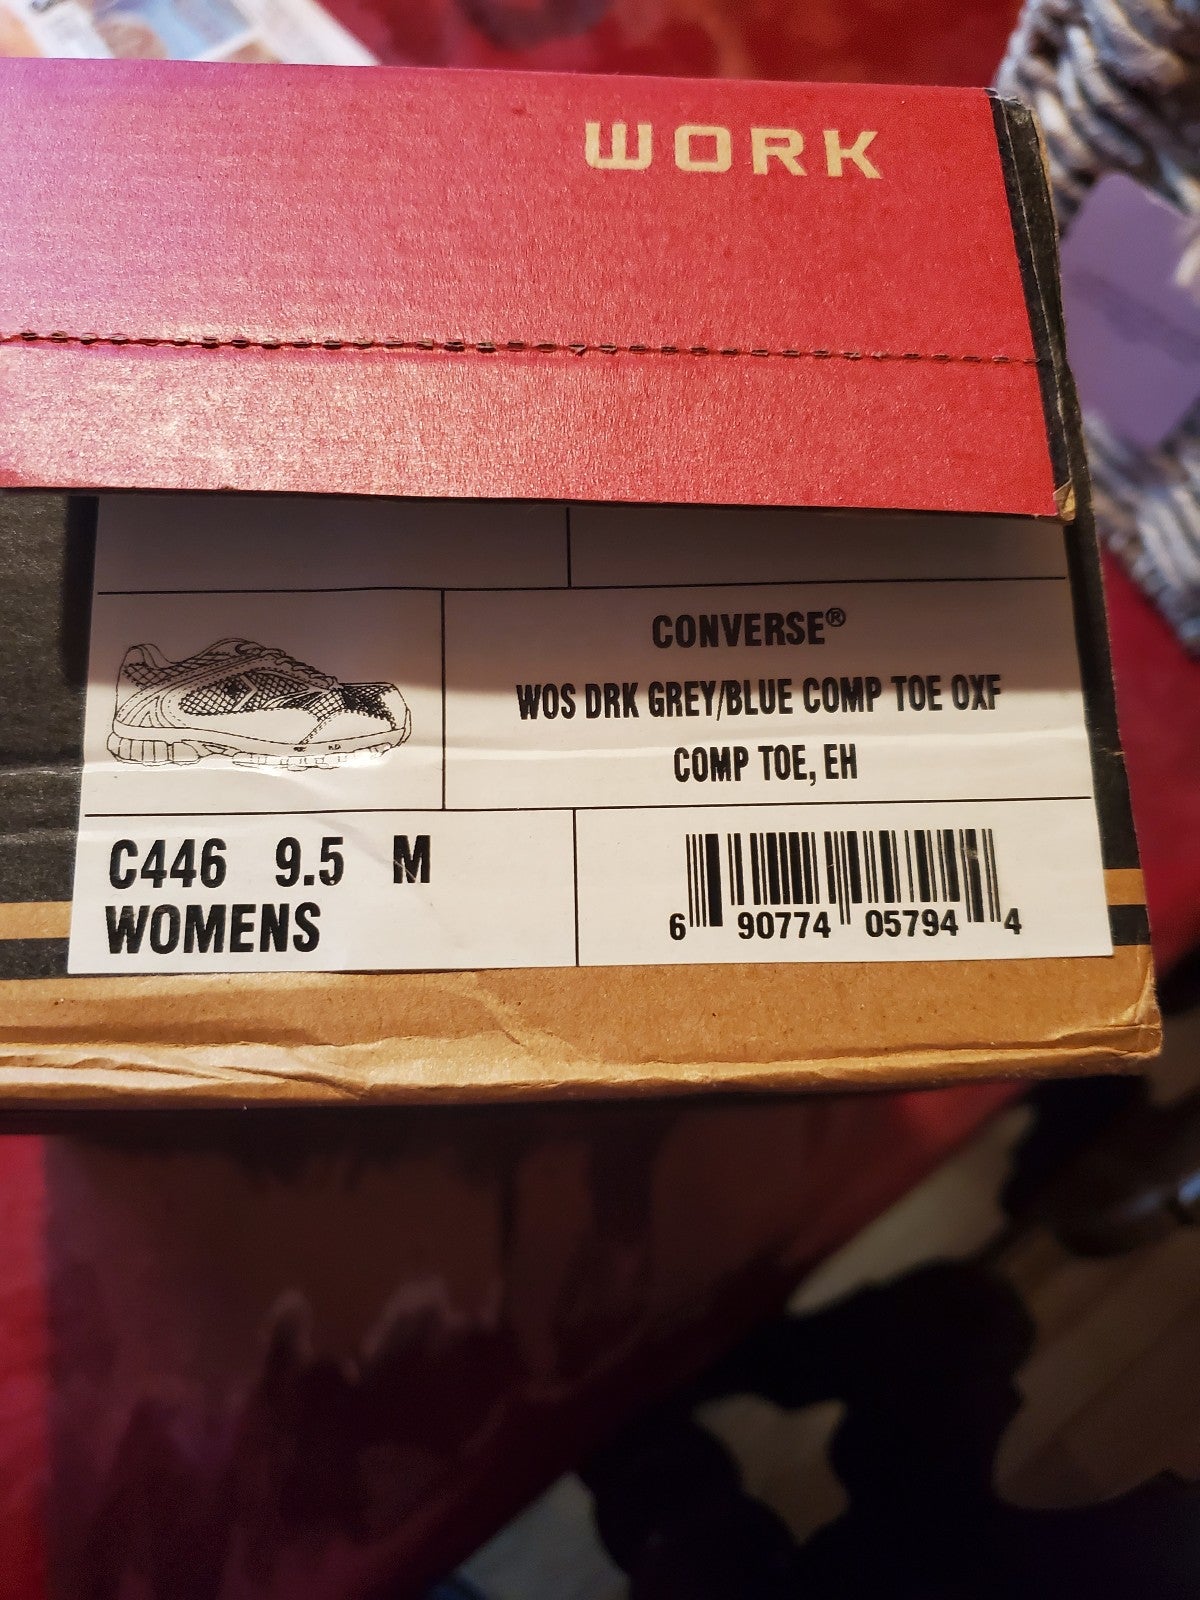 WORK
CONVERSE®
WOS DRK GREY/BLUE COMP TOE OXF
COMP TOE, EH
C446 9.5 M
WOMENS
6 90774 05794 4